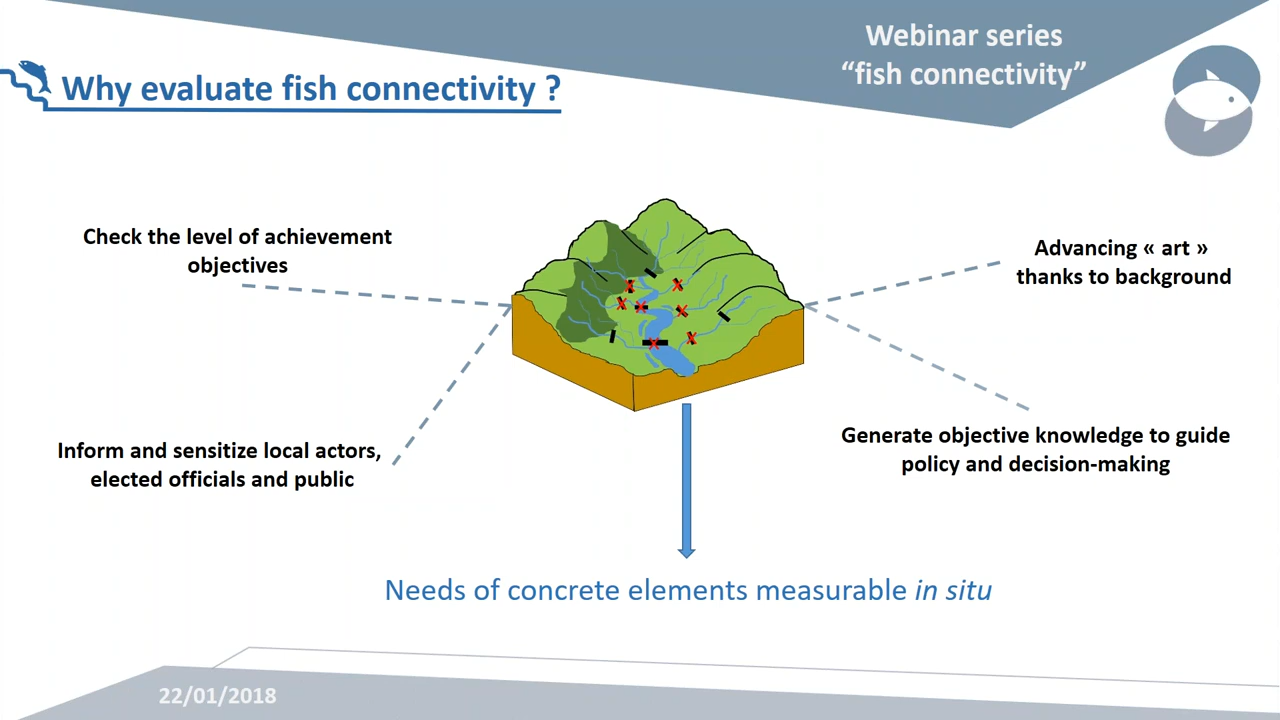 Webinar series
“fish connectivity”
Why evaluate fish connectivity ?
Check the level of achievement
objectives
Advancing « art »
thanks to background
Inform and sensitize local actors,
elected officials and public
Generate objective knowledge to guide
policy and decision-making
Needs of concrete elements measurable in situ
22/01/2018